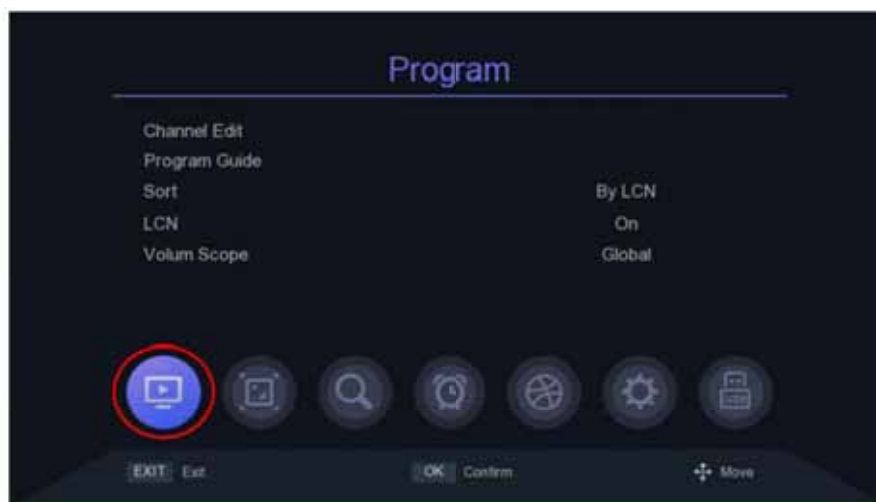 Program
Channel Edit
Program Guide
Sort By LCN
LCN On
Volum Scope Global
EXIT Exit OK Confirm Move